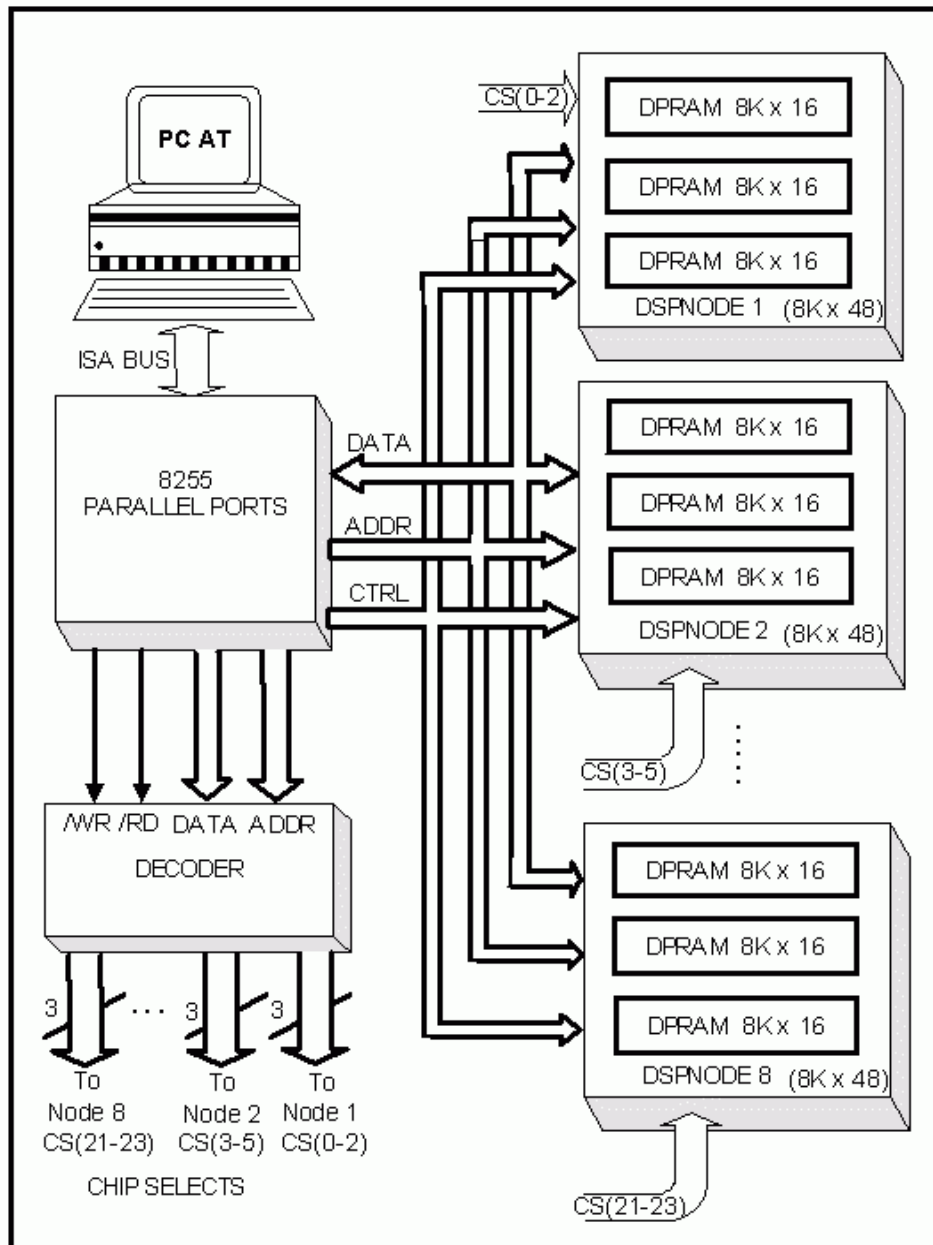 PC AT
ISA BUS
8255
PARALLEL PORTS
DATA
ADDR
CTRL
/WR /RD DATA ADDR
DECODER
3 ... 3 3
To To To
Node 8 Node 2 Node 1
CS(21-23) CS(3-5) CS(0-2)
CHIP SELECTS
CS(0-2)
DPRAM 8K x 16
DPRAM 8K x 16
DPRAM 8K x 16
DSPNODE 1 (8K x 48)
DPRAM 8K x 16
DPRAM 8K x 16
DPRAM 8K x 16
DSPNODE 2 (8K x 48)
CS(3-5)
DPRAM 8K x 16
DPRAM 8K x 16
DPRAM 8K x 16
DSPNODE 8 (8K x 48)
CS(21-23)